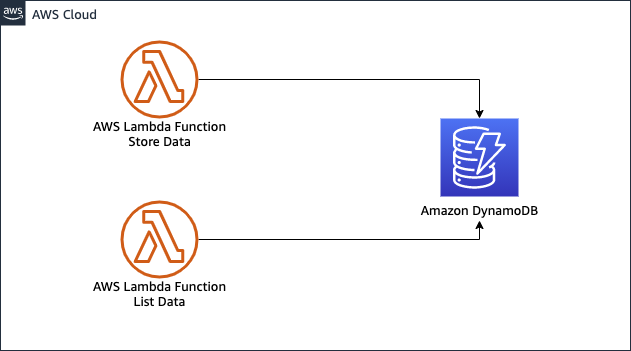 aws
AWS Cloud
AWS Lambda Function
Store Data
Amazon DynamoDB
AWS Lambda Function
List Data